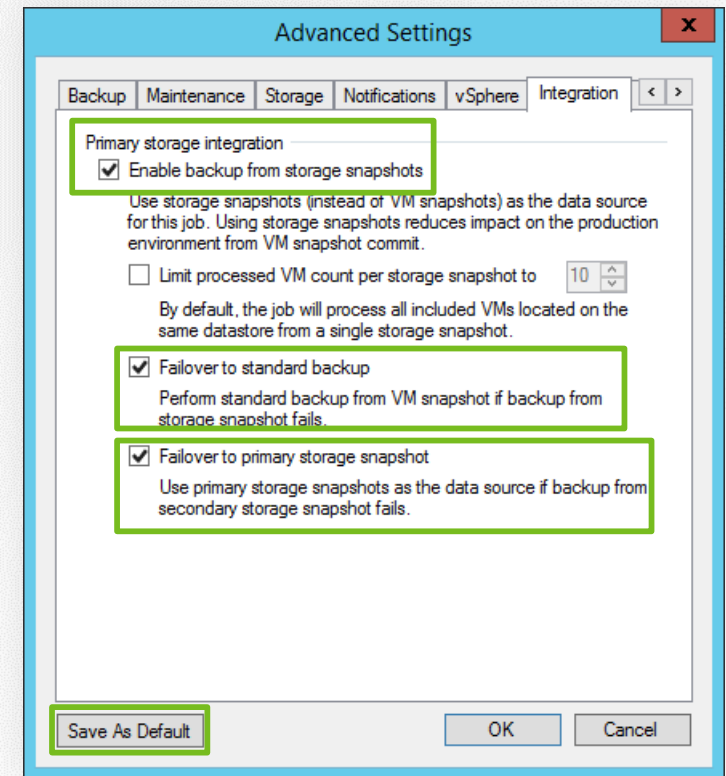 Advanced Settings
x
Backup Maintenance Storage Notifications vSphere Integration < >
Primary storage integration
Enable backup from storage snapshots
Use storage snapshots (instead of VM snapshots) as the data source
for this job. Using storage snapshots reduces impact on the production
environment from VM snapshot commit.
Limit processed VM count per storage snapshot to 10
By default, the job will process all included VMs located on the
same datastore from a single storage snapshot.
Failover to standard backup
Perform standard backup from VM snapshot if backup from
storage snapshot fails.
Failover to primary storage snapshot
Use primary storage snapshots as the data source if backup from
secondary storage snapshot fails.
Save As Default OK Cancel